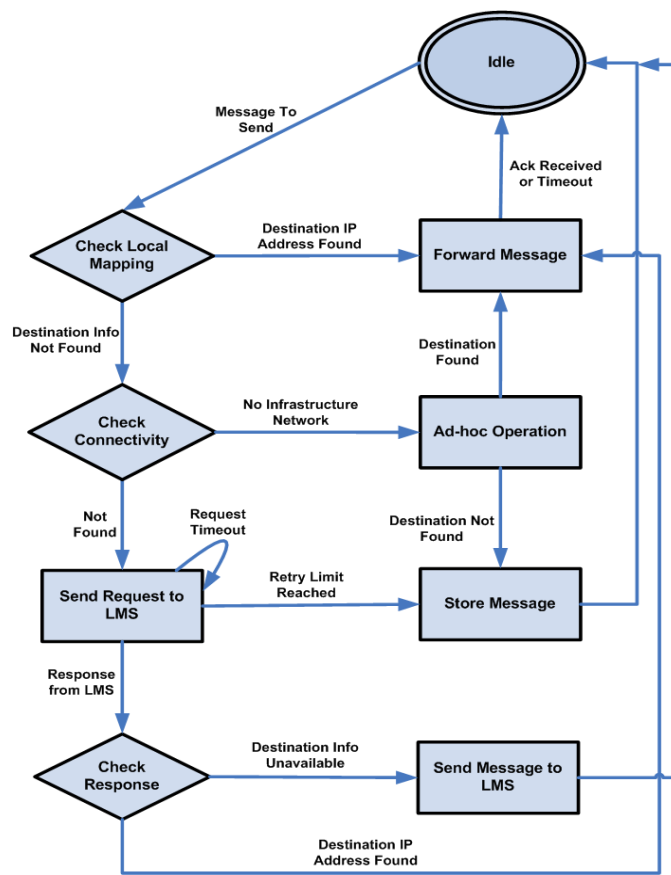 Idle
Message To
Send
Ack Received
or Timeout
Check Local
Mapping
Destination IP
Address Found
Forward Message
Destination Info
Not Found
Destination
Found
Check
Connectivity
No Infrastructure
Network
Ad-hoc Operation
Not
Found
Request
Timeout
Destination Not
Found
Send Request to
LMS
Retry Limit
Reached
Store Message
Response
from LMS
Check
Response
Destination Info
Unavailable
Send Message to
LMS
Destination IP
Address Found